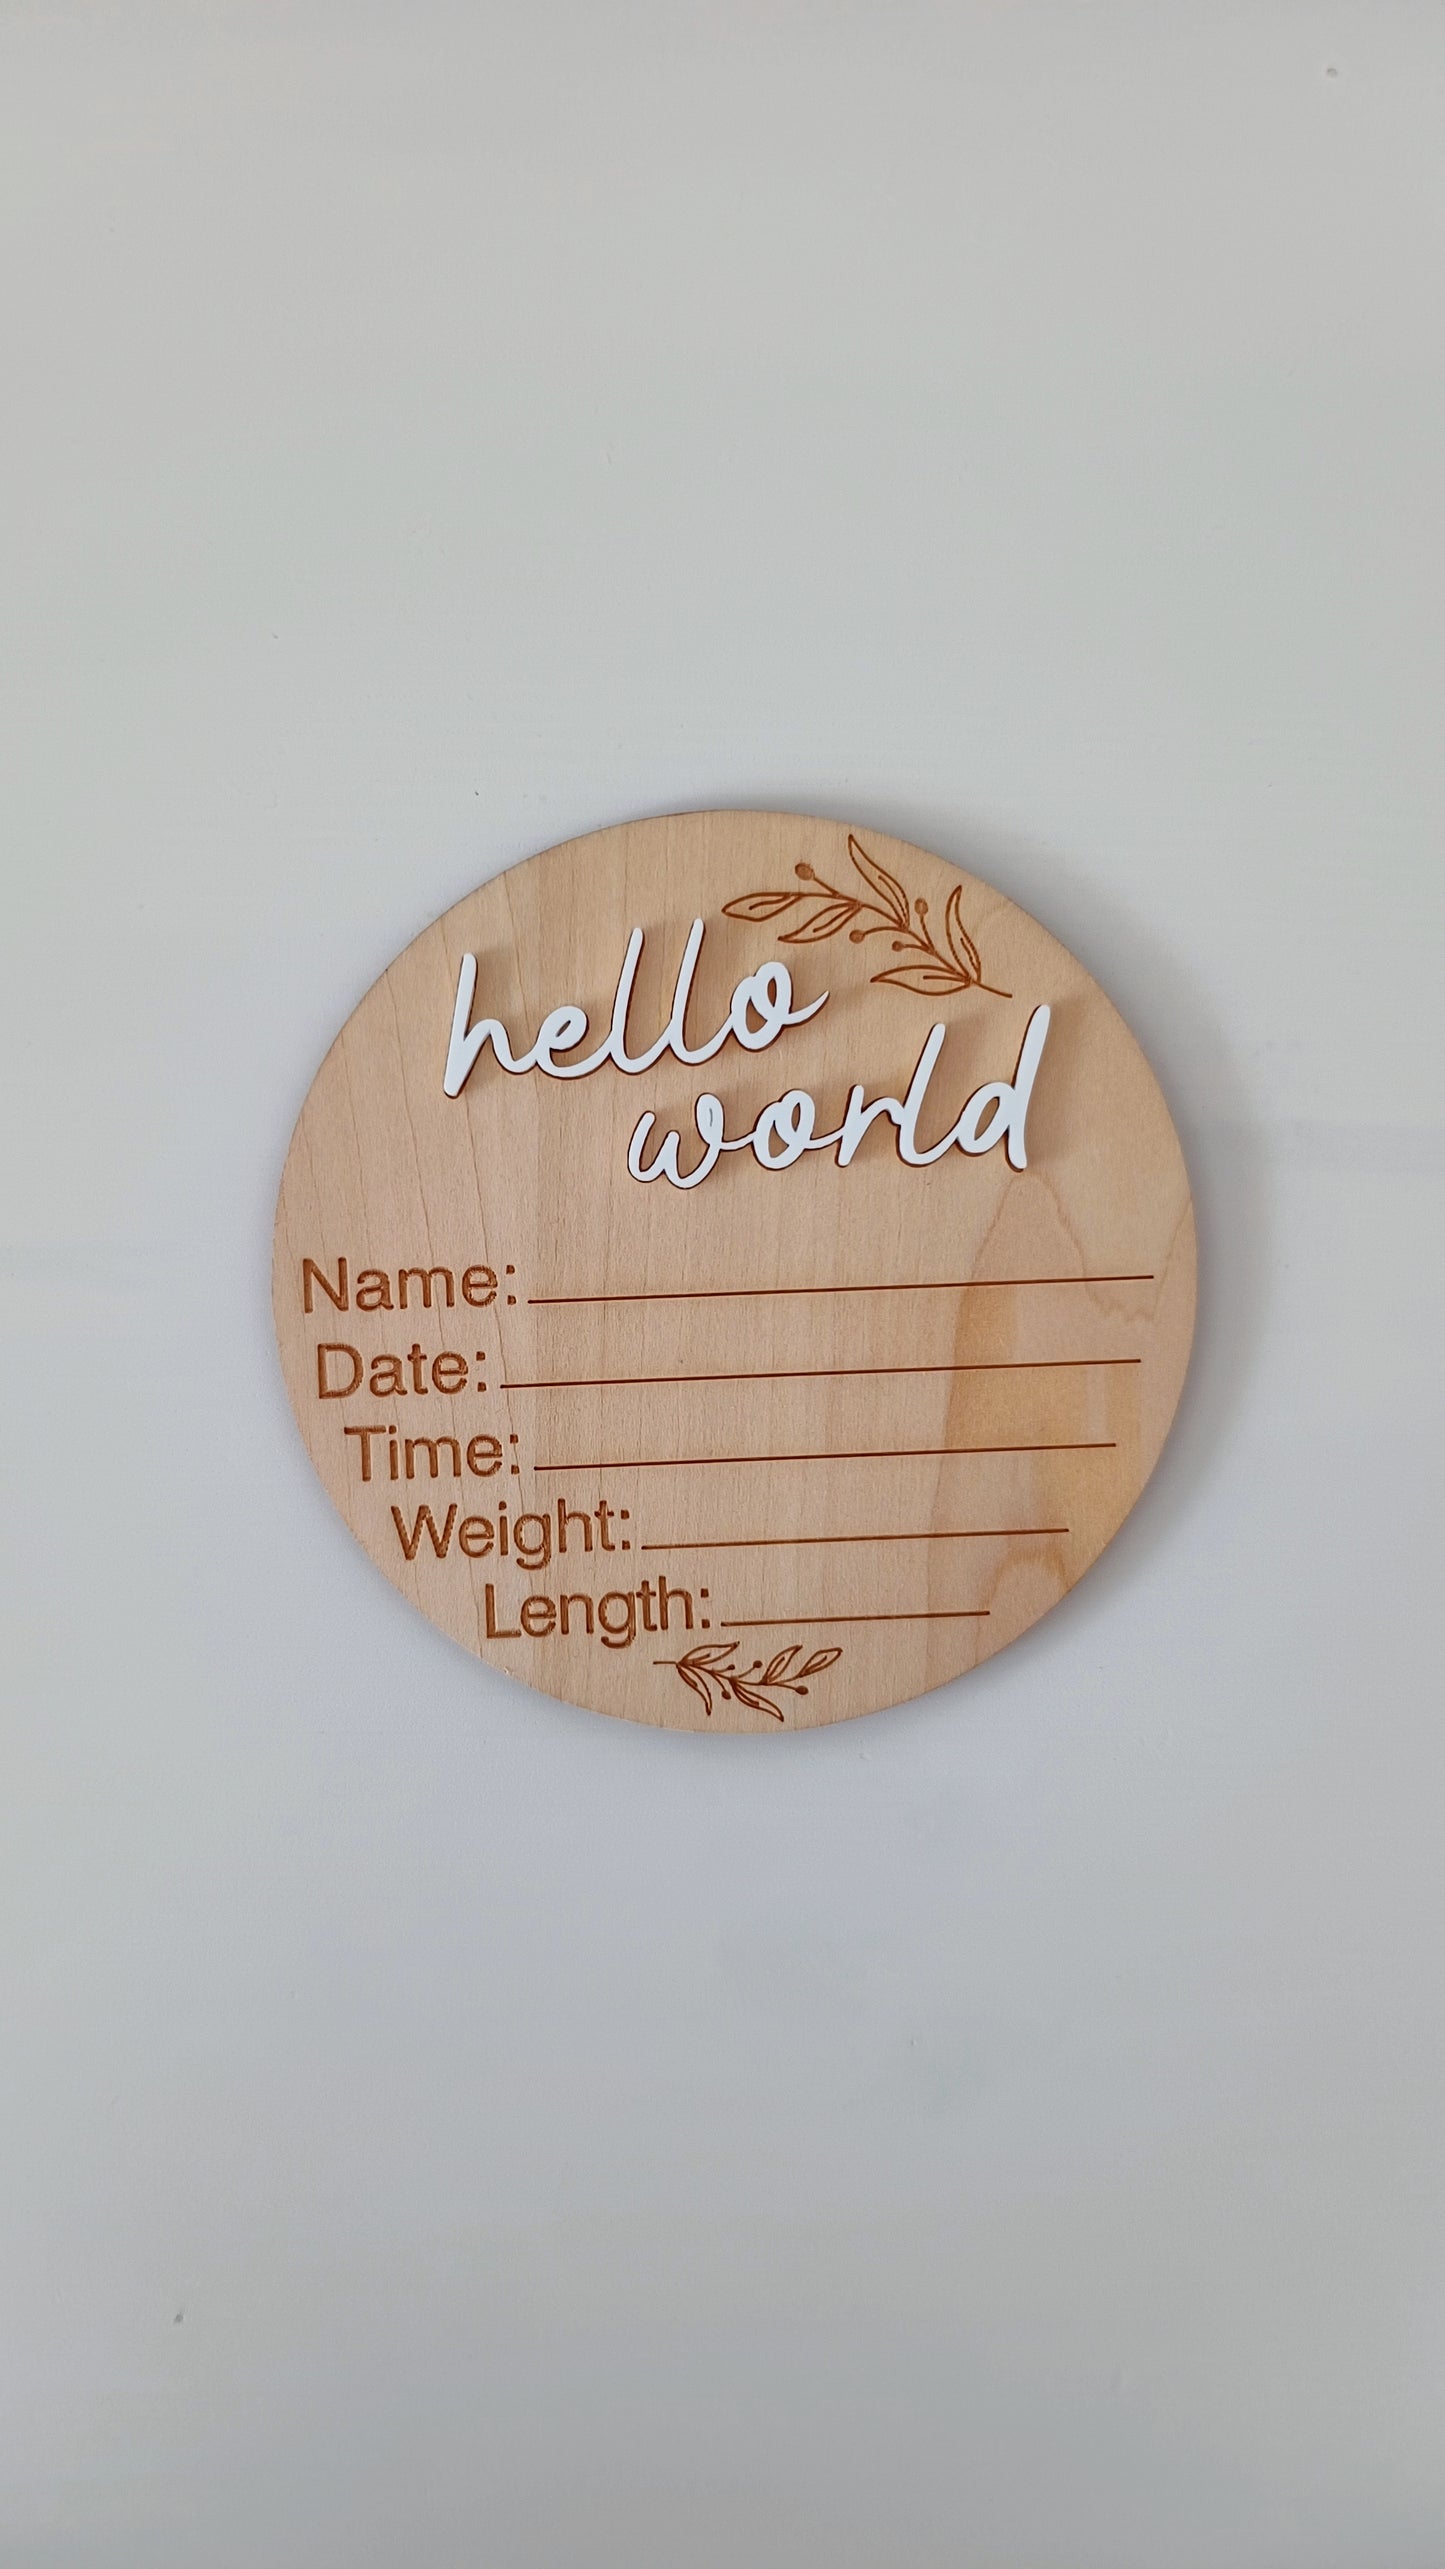 hello
world
Name:
Date:
Time:
Weight:
Length: